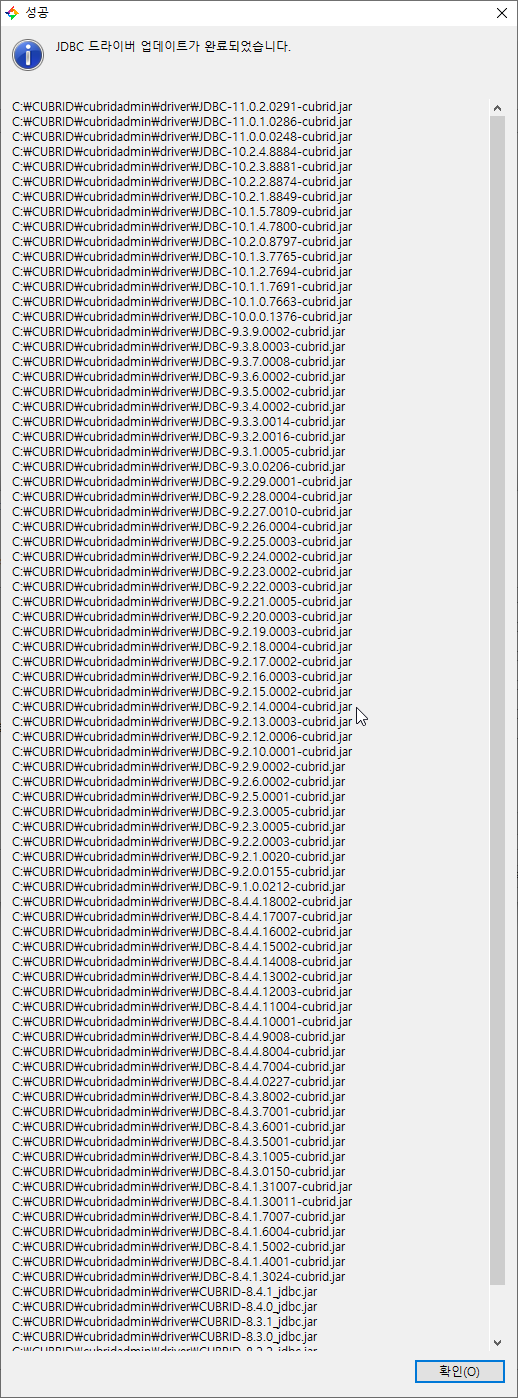 성공
JDBC 드라이버 업데이트가 완료되었습니다.
C:₩CUBRID₩cubridadmin₩driver₩JDBC-11.0.2.0291-cubrid.jar
C:₩CUBRID₩cubridadmin₩driver₩JDBC-11.0.1.0286-cubrid.jar
C:₩CUBRID₩cubridadmin₩driver₩JDBC-11.0.0.0248-cubrid.jar
C:₩CUBRID₩cubridadmin₩driver₩JDBC-10.2.4.8884-cubrid.jar
C:₩CUBRID₩cubridadmin₩driver₩JDBC-10.2.3.8881-cubrid.jar
C:₩CUBRID₩cubridadmin₩driver₩JDBC-10.2.2.8874-cubrid.jar
C:₩CUBRID₩cubridadmin₩driver₩JDBC-10.2.1.8849-cubrid.jar
C:₩CUBRID₩cubridadmin₩driver₩JDBC-10.1.5.7809-cubrid.jar
C:₩CUBRID₩cubridadmin₩driver₩JDBC-10.1.4.7800-cubrid.jar
C:₩CUBRID₩cubridadmin₩driver₩JDBC-10.2.0.8797-cubrid.jar
C:₩CUBRID₩cubridadmin₩driver₩JDBC-10.1.3.7765-cubrid.jar
C:₩CUBRID₩cubridadmin₩driver₩JDBC-10.1.2.7694-cubrid.jar
C:₩CUBRID₩cubridadmin₩driver₩JDBC-10.1.1.7691-cubrid.jar
C:₩CUBRID₩cubridadmin₩driver₩JDBC-10.1.0.7663-cubrid.jar
C:₩CUBRID₩cubridadmin₩driver₩JDBC-10.0.0.1376-cubrid.jar
C:₩CUBRID₩cubridadmin₩driver₩JDBC-9.3.9.0002-cubrid.jar
C:₩CUBRID₩cubridadmin₩driver₩JDBC-9.3.8.0003-cubrid.jar
C:₩CUBRID₩cubridadmin₩driver₩JDBC-9.3.7.0008-cubrid.jar
C:₩CUBRID₩cubridadmin₩driver₩JDBC-9.3.6.0002-cubrid.jar
C:₩CUBRID₩cubridadmin₩driver₩JDBC-9.3.5.0002-cubrid.jar
C:₩CUBRID₩cubridadmin₩driver₩JDBC-9.3.4.0002-cubrid.jar
C:₩CUBRID₩cubridadmin₩driver₩JDBC-9.3.3.0014-cubrid.jar
C:₩CUBRID₩cubridadmin₩driver₩JDBC-9.3.2.0016-cubrid.jar
C:₩CUBRID₩cubridadmin₩driver₩JDBC-9.3.1.0005-cubrid.jar
C:₩CUBRID₩cubridadmin₩driver₩JDBC-9.3.0.0206-cubrid.jar
C:₩CUBRID₩cubridadmin₩driver₩JDBC-9.2.29.0001-cubrid.jar
C:₩CUBRID₩cubridadmin₩driver₩JDBC-9.2.28.0004-cubrid.jar
C:₩CUBRID₩cubridadmin₩driver₩JDBC-9.2.27.0010-cubrid.jar
C:₩CUBRID₩cubridadmin₩driver₩JDBC-9.2.26.0004-cubrid.jar
C:₩CUBRID₩cubridadmin₩driver₩JDBC-9.2.25.0003-cubrid.jar
C:₩CUBRID₩cubridadmin₩driver₩JDBC-9.2.24.0002-cubrid.jar
C:₩CUBRID₩cubridadmin₩driver₩JDBC-9.2.23.0002-cubrid.jar
C:₩CUBRID₩cubridadmin₩driver₩JDBC-9.2.22.0003-cubrid.jar
C:₩CUBRID₩cubridadmin₩driver₩JDBC-9.2.21.0005-cubrid.jar
C:₩CUBRID₩cubridadmin₩driver₩JDBC-9.2.20.0003-cubrid.jar
C:₩CUBRID₩cubridadmin₩driver₩JDBC-9.2.19.0003-cubrid.jar
C:₩CUBRID₩cubridadmin₩driver₩JDBC-9.2.18.0004-cubrid.jar
C:₩CUBRID₩cubridadmin₩driver₩JDBC-9.2.17.0002-cubrid.jar
C:₩CUBRID₩cubridadmin₩driver₩JDBC-9.2.16.0003-cubrid.jar
C:₩CUBRID₩cubridadmin₩driver₩JDBC-9.2.15.0002-cubrid.jar
C:₩CUBRID₩cubridadmin₩driver₩JDBC-9.2.14.0004-cubrid.jar
C:₩CUBRID₩cubridadmin₩driver₩JDBC-9.2.13.0003-cubrid.jar
C:₩CUBRID₩cubridadmin₩driver₩JDBC-9.2.12.0006-cubrid.jar
C:₩CUBRID₩cubridadmin₩driver₩JDBC-9.2.10.0001-cubrid.jar
C:₩CUBRID₩cubridadmin₩driver₩JDBC-9.2.9.0002-cubrid.jar
C:₩CUBRID₩cubridadmin₩driver₩JDBC-9.2.6.0002-cubrid.jar
C:₩CUBRID₩cubridadmin₩driver₩JDBC-9.2.5.0001-cubrid.jar
C:₩CUBRID₩cubridadmin₩driver₩JDBC-9.2.3.0005-cubrid.jar
C:₩CUBRID₩cubridadmin₩driver₩JDBC-9.2.3.0005-cubrid.jar
C:₩CUBRID₩cubridadmin₩driver₩JDBC-9.2.2.0003-cubrid.jar
C:₩CUBRID₩cubridadmin₩driver₩JDBC-9.2.1.0020-cubrid.jar
C:₩CUBRID₩cubridadmin₩driver₩JDBC-9.2.0.0155-cubrid.jar
C:₩CUBRID₩cubridadmin₩driver₩JDBC-9.1.0.0212-cubrid.jar
C:₩CUBRID₩cubridadmin₩driver₩JDBC-8.4.4.18002-cubrid.jar
C:₩CUBRID₩cubridadmin₩driver₩JDBC-8.4.4.17007-cubrid.jar
C:₩CUBRID₩cubridadmin₩driver₩JDBC-8.4.4.16002-cubrid.jar
C:₩CUBRID₩cubridadmin₩driver₩JDBC-8.4.4.15002-cubrid.jar
C:₩CUBRID₩cubridadmin₩driver₩JDBC-8.4.4.14008-cubrid.jar
C:₩CUBRID₩cubridadmin₩driver₩JDBC-8.4.4.13002-cubrid.jar
C:₩CUBRID₩cubridadmin₩driver₩JDBC-8.4.4.12003-cubrid.jar
C:₩CUBRID₩cubridadmin₩driver₩JDBC-8.4.4.11004-cubrid.jar
C:₩CUBRID₩cubridadmin₩driver₩JDBC-8.4.4.10001-cubrid.jar
C:₩CUBRID₩cubridadmin₩driver₩JDBC-8.4.4.9008-cubrid.jar
C:₩CUBRID₩cubridadmin₩driver₩JDBC-8.4.4.8004-cubrid.jar
C:₩CUBRID₩cubridadmin₩driver₩JDBC-8.4.4.7004-cubrid.jar
C:₩CUBRID₩cubridadmin₩driver₩JDBC-8.4.4.0227-cubrid.jar
C:₩CUBRID₩cubridadmin₩driver₩JDBC-8.4.3.8002-cubrid.jar
C:₩CUBRID₩cubridadmin₩driver₩JDBC-8.4.3.7001-cubrid.jar
C:₩CUBRID₩cubridadmin₩driver₩JDBC-8.4.3.6001-cubrid.jar
C:₩CUBRID₩cubridadmin₩driver₩JDBC-8.4.3.5001-cubrid.jar
C:₩CUBRID₩cubridadmin₩driver₩JDBC-8.4.3.1005-cubrid.jar
C:₩CUBRID₩cubridadmin₩driver₩JDBC-8.4.3.0150-cubrid.jar
C:₩CUBRID₩cubridadmin₩driver₩JDBC-8.4.1.31007-cubrid.jar
C:₩CUBRID₩cubridadmin₩driver₩JDBC-8.4.1.30011-cubrid.jar
C:₩CUBRID₩cubridadmin₩driver₩JDBC-8.4.1.7007-cubrid.jar
C:₩CUBRID₩cubridadmin₩driver₩JDBC-8.4.1.6004-cubrid.jar
C:₩CUBRID₩cubridadmin₩driver₩JDBC-8.4.1.5002-cubrid.jar
C:₩CUBRID₩cubridadmin₩driver₩JDBC-8.4.1.4001-cubrid.jar
C:₩CUBRID₩cubridadmin₩driver₩JDBC-8.4.1.3024-cubrid.jar
C:₩CUBRID₩cubridadmin₩driver₩CUBRID-8.4.1_jdbc.jar
C:₩CUBRID₩cubridadmin₩driver₩CUBRID-8.4.0_jdbc.jar
C:₩CUBRID₩cubridadmin₩driver₩CUBRID-8.3.1_jdbc.jar
C:₩CUBRID₩cubridadmin₩driver₩CUBRID-8.3.0_jdbc.jar
확인(O)